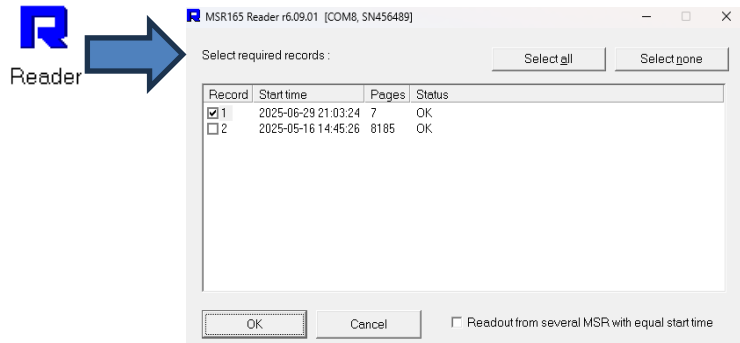 R
Reader
R MSR165 Reader r6.09.01 [COM8, SN456489]
Select required records :
Select all
Select none
Record Start time Pages Status
1 2025-06-29 21:03:24 7 OK
2 2025-05-16 14:45:26 8185 OK
OK
Cancel
Readout from several MSR with equal start time